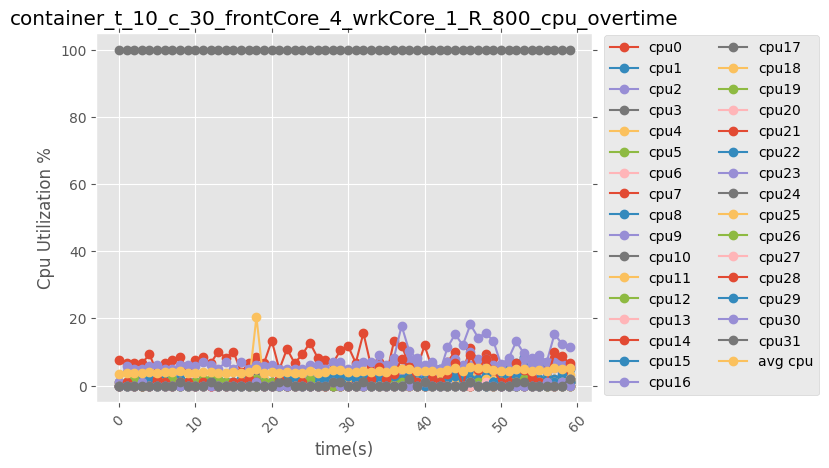 container_t_10_c_30_frontCore_4_wrkCore_1_R_800_cpu_overtime
100
80
60
40
20
0
Cpu Utilization %
0
10
20
30
40
50
60
time(s)
cpu0
cpu1
cpu2
cpu3
cpu4
cpu5
cpu6
cpu7
cpu8
cpu9
cpu10
cpu11
cpu12
cpu13
cpu14
cpu15
cpu16
cpu17
cpu18
cpu19
cpu20
cpu21
cpu22
cpu23
cpu24
cpu25
cpu26
cpu27
cpu28
cpu29
cpu30
cpu31
avg cpu